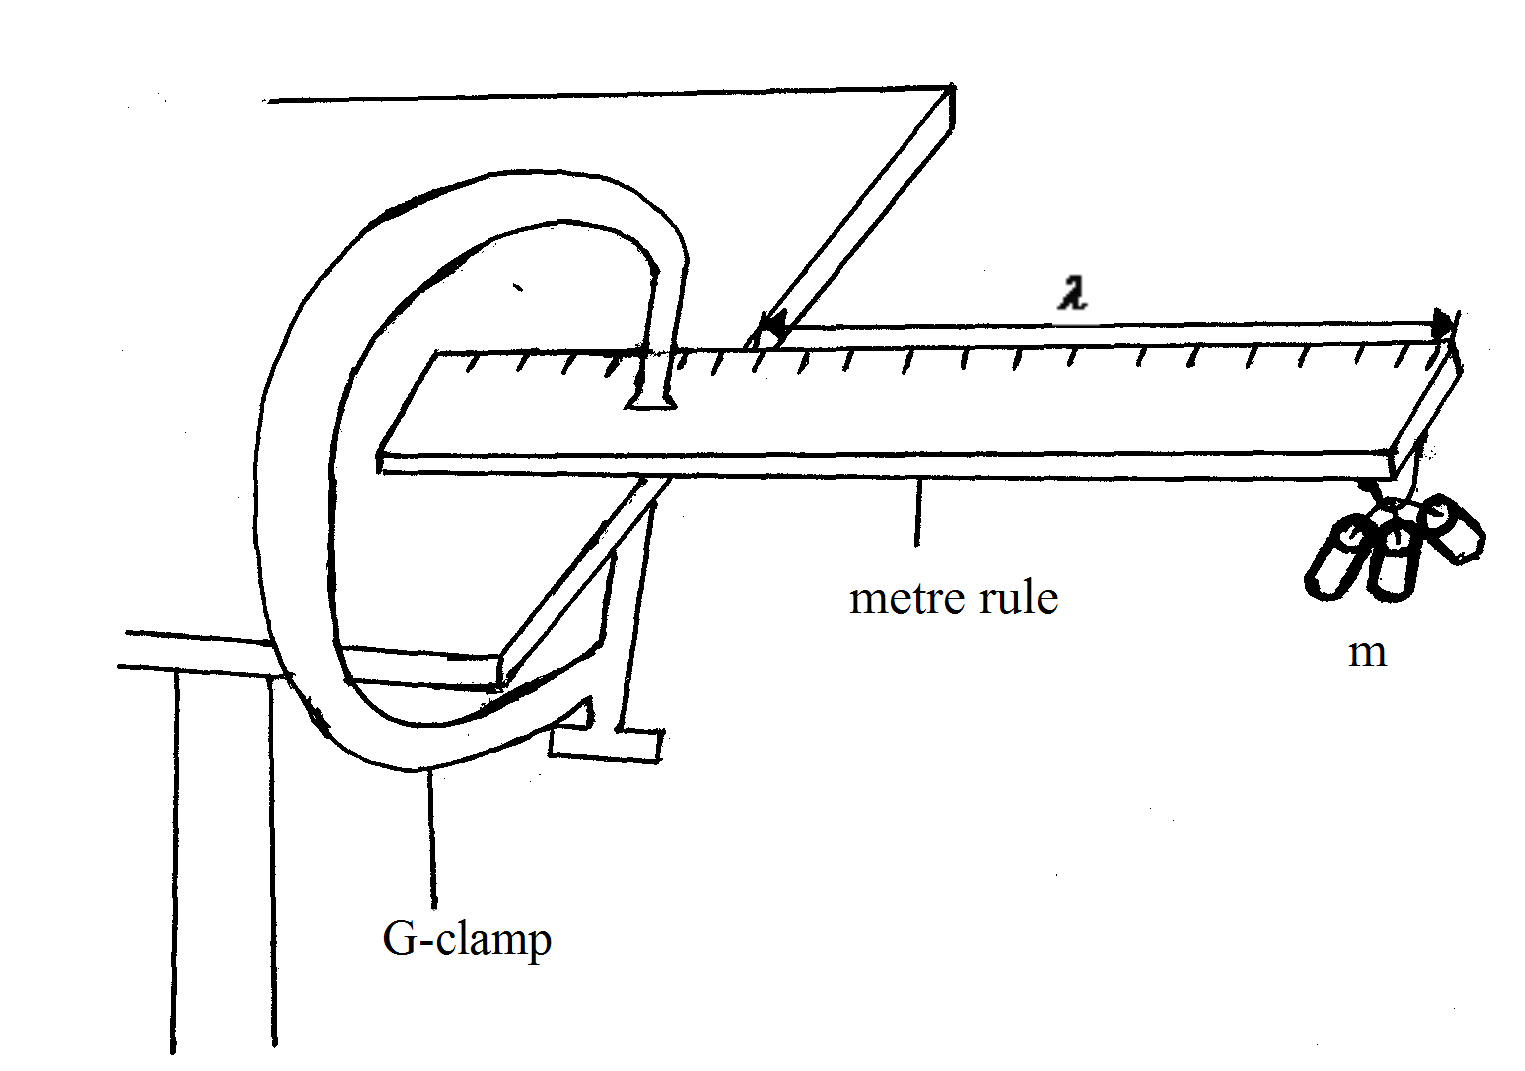 λ
metre rule
m
G-clamp